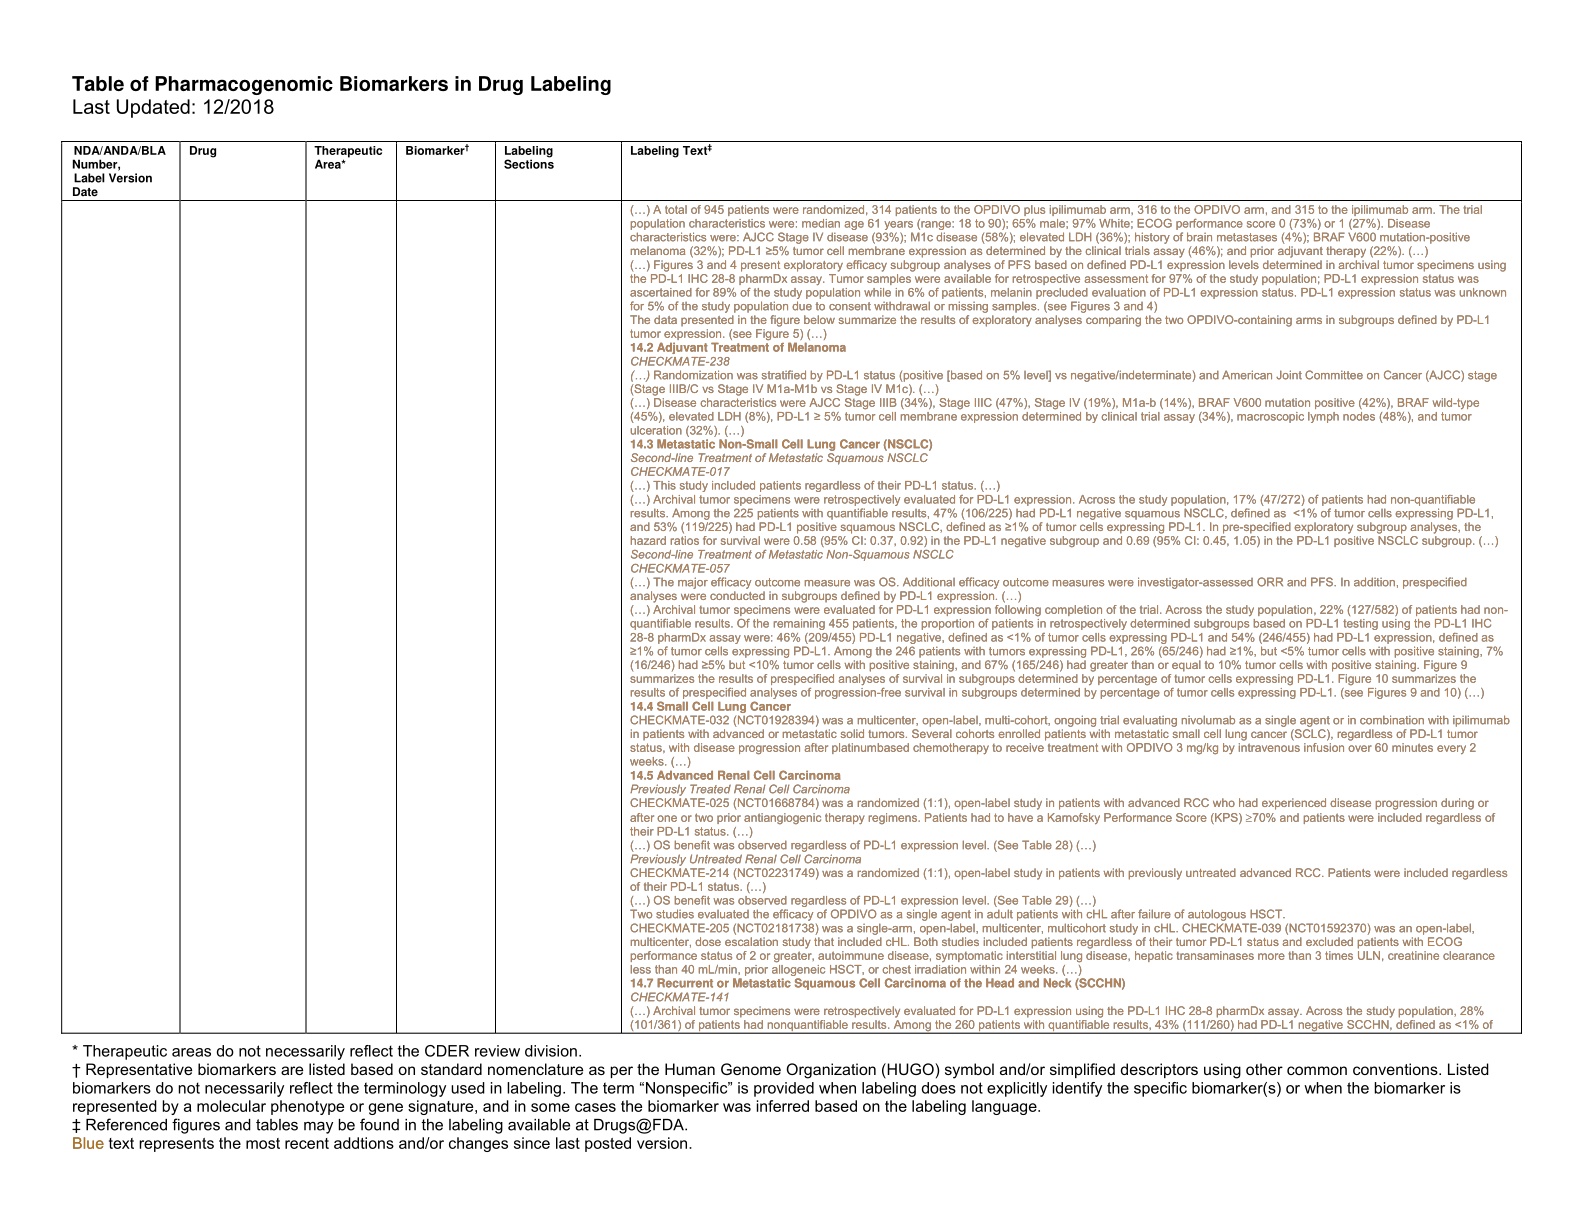 Table of Pharmacogenomic Biomarkers in Drug Labeling
Last Updated: 12/2018
NDA/ANDA/BLA
Number,
Label Version
Date
Drug
Therapeutic
Area*
Biomarker†
Labeling
Sections
Labeling Text‡
(…) A total of 945 patients were randomized, 314 patients to the OPDIVO plus ipilimumab arm, 316 to the OPDIVO arm, and 315 to the ipilimumab arm. The trial
population characteristics were: median age 61 years (range: 18 to 90); 65% male; 97% White; ECOG performance score 0 (73%) or 1 (27%). Disease
characteristics were: AJCC Stage IV disease (93%); M1c disease (58%); elevated LDH (36%); history of brain metastases (4%); BRAF V600 mutation-positive
melanoma (32%); PD-L1 ≥5% tumor cell membrane expression as determined by the clinical trials assay (46%); and prior adjuvant therapy (22%). (…)
(…) Figures 3 and 4 present exploratory efficacy subgroup analyses of PFS based on defined PD-L1 expression levels determined in archival tumor specimens using
the PD-L1 IHC 28-8 pharmDx assay. Tumor samples were available for retrospective assessment for 97% of the study population; PD-L1 expression status was
ascertained for 89% of the study population while in 6% of patients, melanin precluded evaluation of PD-L1 expression status. PD-L1 expression status was unknown
for 5% of the study population due to consent withdrawal or missing samples. (see Figures 3 and 4)
The data presented in the figure below summarize the results of exploratory analyses comparing the two OPDIVO-containing arms in subgroups defined by PD-L1
tumor expression. (see Figure 5) (…)
14.2 Adjuvant Treatment of Melanoma
CHECKMATE-238
(…) Randomization was stratified by PD-L1 status (positive [based on 5% level] vs negative/indeterminate) and American Joint Committee on Cancer (AJCC) stage
(Stage IIIB/C vs Stage IV M1a-M1b vs Stage IV M1c). (…)
(…) Disease characteristics were AJCC Stage IIIB (34%), Stage IIIC (47%), Stage IV (19%), M1a-b (14%), BRAF V600 mutation positive (42%), BRAF wild-type
(45%), elevated LDH (8%), PD-L1 ≥ 5% tumor cell membrane expression determined by clinical trial assay (34%), macroscopic lymph nodes (48%), and tumor
ulceration (32%). (…)
14.3 Metastatic Non-Small Cell Lung Cancer (NSCLC)
Second-line Treatment of Metastatic Squamous NSCLC
CHECKMATE-017
(…) This study included patients regardless of their PD-L1 status. (…)
(…) Archival tumor specimens were retrospectively evaluated for PD-L1 expression. Across the study population, 17% (47/272) of patients had non-quantifiable
results. Among the 225 patients with quantifiable results, 47% (106/225) had PD-L1 negative squamous NSCLC, defined as  <1% of tumor cells expressing PD-L1,
and 53% (119/225) had PD-L1 positive squamous NSCLC, defined as ≥1% of tumor cells expressing PD-L1. In pre-specified exploratory subgroup analyses, the
hazard ratios for survival were 0.58 (95% CI: 0.37, 0.92) in the PD-L1 negative subgroup and 0.69 (95% CI: 0.45, 1.05) in the PD-L1 positive NSCLC subgroup. (…)
Second-line Treatment of Metastatic Non-Squamous NSCLC
CHECKMATE-057
(…) The major efficacy outcome measure was OS. Additional efficacy outcome measures were investigator-assessed ORR and PFS. In addition, prespecified
analyses were conducted in subgroups defined by PD-L1 expression. (…)
(…) Archival tumor specimens were evaluated for PD-L1 expression following completion of the trial. Across the study population, 22% (127/582) of patients had non-
quantifiable results. Of the remaining 455 patients, the proportion of patients in retrospectively determined subgroups based on PD-L1 testing using the PD-L1 IHC
28-8 pharmDx assay were: 46% (209/455) PD-L1 negative, defined as <1% of tumor cells expressing PD-L1 and 54% (246/455) had PD-L1 expression, defined as
≥1% of tumor cells expressing PD-L1. Among the 246 patients with tumors expressing PD-L1, 26% (65/246) had ≥1%, but <5% tumor cells with positive staining, 7%
(16/246) had ≥5% but <10% tumor cells with positive staining, and 67% (165/246) had greater than or equal to 10% tumor cells with positive staining. Figure 9
summarizes the results of prespecified analyses of survival in subgroups determined by percentage of tumor cells expressing PD-L1. Figure 10 summarizes the
results of prespecified analyses of progression-free survival in subgroups determined by percentage of tumor cells expressing PD-L1. (see Figures 9 and 10) (…)
14.4 Small Cell Lung Cancer
CHECKMATE-032 (NCT01928394) was a multicenter, open-label, multi-cohort, ongoing trial evaluating nivolumab as a single agent or in combination with ipilimumab
in patients with advanced or metastatic solid tumors. Several cohorts enrolled patients with metastatic small cell lung cancer (SCLC), regardless of PD-L1 tumor
status, with disease progression after platinumbased chemotherapy to receive treatment with OPDIVO 3 mg/kg by intravenous infusion over 60 minutes every 2
weeks. (…)
14.5 Advanced Renal Cell Carcinoma
Previously Treated Renal Cell Carcinoma
CHECKMATE-025 (NCT01668784) was a randomized (1:1), open-label study in patients with advanced RCC who had experienced disease progression during or
after one or two prior antiangiogenic therapy regimens. Patients had to have a Karnofsky Performance Score (KPS) ≥70% and patients were included regardless of
their PD-L1 status. (…)
(…) OS benefit was observed regardless of PD-L1 expression level. (See Table 28) (…)
Previously Untreated Renal Cell Carcinoma
CHECKMATE-214 (NCT02231749) was a randomized (1:1), open-label study in patients with previously untreated advanced RCC. Patients were included regardless
of their PD-L1 status. (…)
(…) OS benefit was observed regardless of PD-L1 expression level. (See Table 29) (…)
Two studies evaluated the efficacy of OPDIVO as a single agent in adult patients with cHL after failure of autologous HSCT.
CHECKMATE-205 (NCT02181738) was a single-arm, open-label, multicenter, multicohort study in cHL. CHECKMATE-039 (NCT01592370) was an open-label,
multicenter, dose escalation study that included cHL. Both studies included patients regardless of their tumor PD-L1 status and excluded patients with ECOG
performance status of 2 or greater, autoimmune disease, symptomatic interstitial lung disease, hepatic transaminases more than 3 times ULN, creatinine clearance
less than 40 mL/min, prior allogeneic HSCT, or chest irradiation within 24 weeks. (…)
14.7 Recurrent or Metastatic Squamous Cell Carcinoma of the Head and Neck (SCCHN)
CHECKMATE-141
(…) Archival tumor specimens were retrospectively evaluated for PD-L1 expression using the PD-L1 IHC 28-8 pharmDx assay. Across the study population, 28%
(101/361) of patients had nonquantifiable results. Among the 260 patients with quantifiable results, 43% (111/260) had PD-L1 negative SCCHN, defined as <1% of
* Therapeutic areas do not necessarily reflect the CDER review division.
† Representative biomarkers are listed based on standard nomenclature as per the Human Genome Organization (HUGO) symbol and/or simplified descriptors using other common conventions. Listed
biomarkers do not necessarily reflect the terminology used in labeling. The term “Nonspecific” is provided when labeling does not explicitly identify the specific biomarker(s) or when the biomarker is
represented by a molecular phenotype or gene signature, and in some cases the biomarker was inferred based on the labeling language.
‡ Referenced figures and tables may be found in the labeling available at Drugs@FDA.
Blue text represents the most recent addtions and/or changes since last posted version.